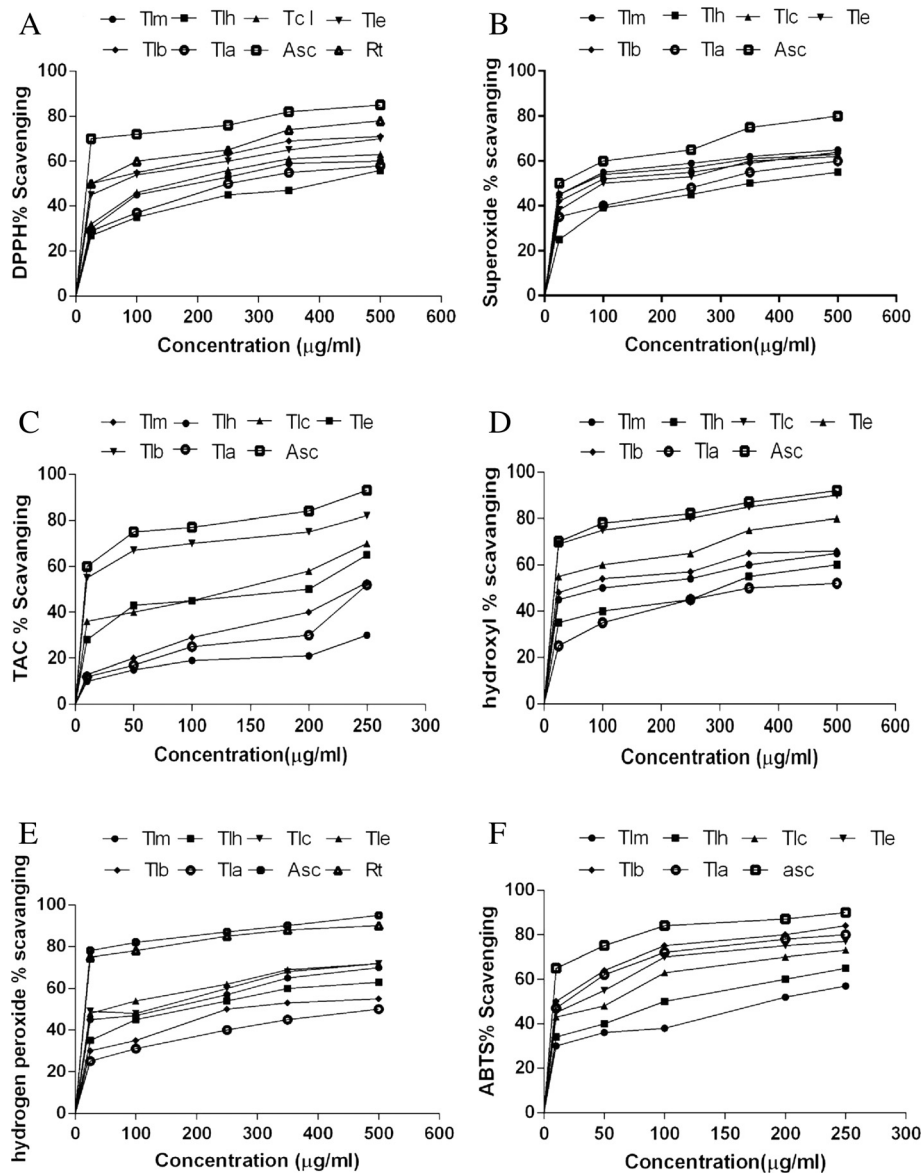 A
Tlm Tlh Tcl Tle
Tlb Tla Asc Rt
100
80
60
40
20
0
DPPH% Scavenging
0 100 200 300 400 500 600
Concentration (μg/ml)
B
Tlm Tlh Tlc Tle
Tlb Tla Asc
100
80
60
40
20
0
Superoxide % scavenging
0 100 200 300 400 500 600
Concentration(μg/ml)
C
Tlm Tlh Tlc Tle
Tlb Tla Asc
100
80
60
40
20
0
TAC % Scavanging
0 50 100 150 200 250 300
Concentration(μg/ml)
D
Tlm Tlh Tlc Tle
Tlb Tla Asc
100
80
60
40
20
0
hydroxyl % scavanging
0 100 200 300 400 500 600
Concentration (μg/ml)
E
Tlm Tlh Tlc Tle
Tlb Tla Asc Rt
100
80
60
40
20
0
hydrogen peroxide % scavanging
0 100 200 300 400 500 600
Concentration (μg/ml)
F
Tlm Tlh Tlc Tle
Tlb Tla asc
100
80
60
40
20
0
ABTS% Scavenging
0 50 100 150 200 250 300
Concentration (μg/ml)